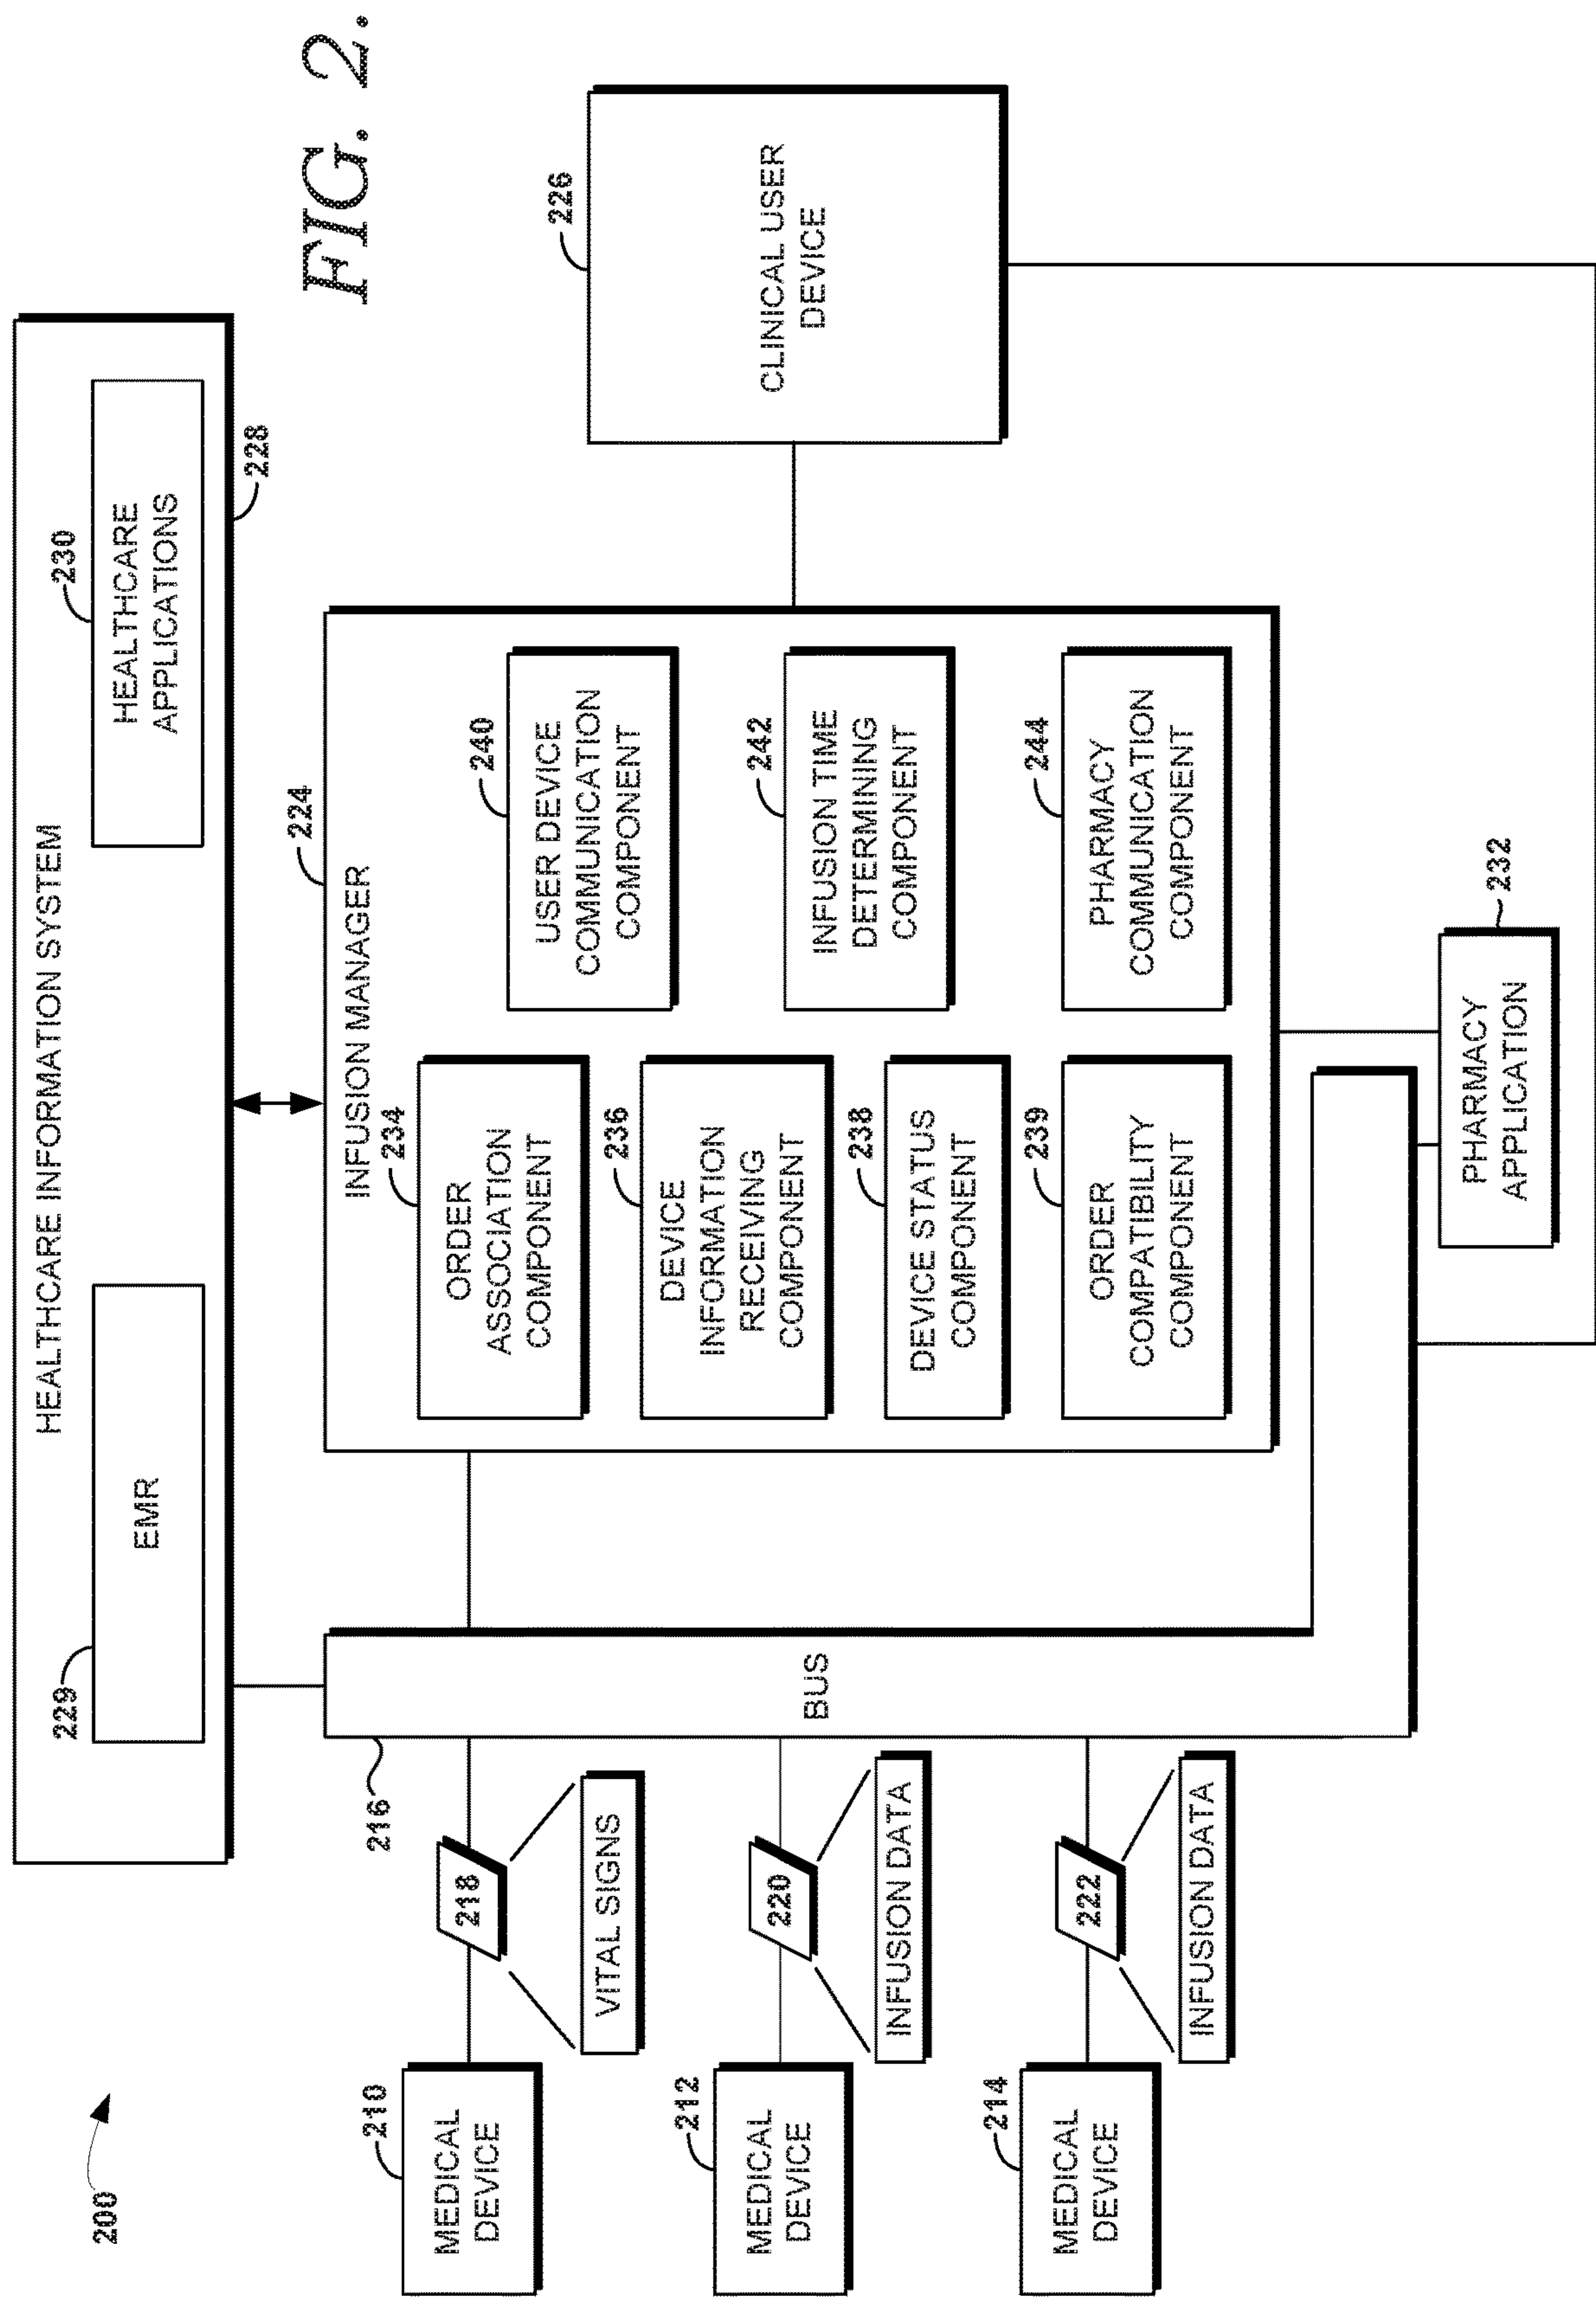 200
HEALTHCARE INFORMATION SYSTEM
229
EMR
230
HEALTHCARE
APPLICATIONS
228
210
MEDICAL
DEVICE
218
VITAL SIGNS
212
MEDICAL
DEVICE
220
INFUSION DATA
214
MEDICAL
DEVICE
222
INFUSION DATA
216
BUS
224
INFUSION MANAGER
234
ORDER
ASSOCIATION
COMPONENT
236
DEVICE
INFORMATION
RECEIVING
COMPONENT
238
DEVICE STATUS
COMPONENT
239
ORDER
COMPATIBILITY
COMPONENT
240
USER DEVICE
COMMUNICATION
COMPONENT
242
INFUSION TIME
DETERMINING
COMPONENT
244
PHARMACY
COMMUNICATION
COMPONENT
226
CLINICAL USER
DEVICE
232
PHARMACY
APPLICATION
FIG. 2.